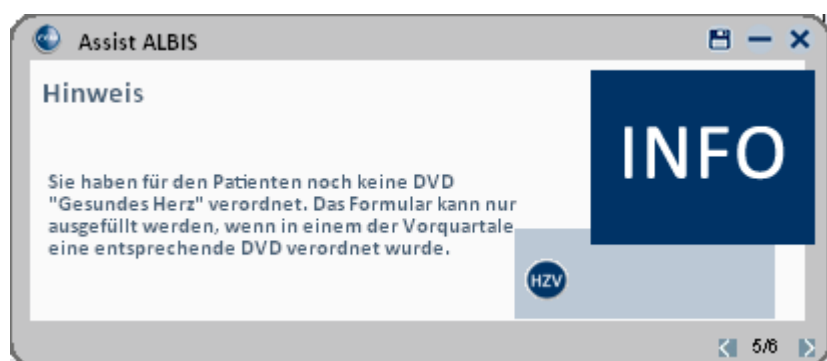 Assist ALBIS
Hinweis
INFO
Sie haben für den Patienten noch keine DVD
"Gesundes Herz" verordnet. Das Formular kann nur
ausgefüllt werden, wenn in einem der Vorquartale
eine entsprechende DVD verordnet wurde.
HZV
5/6